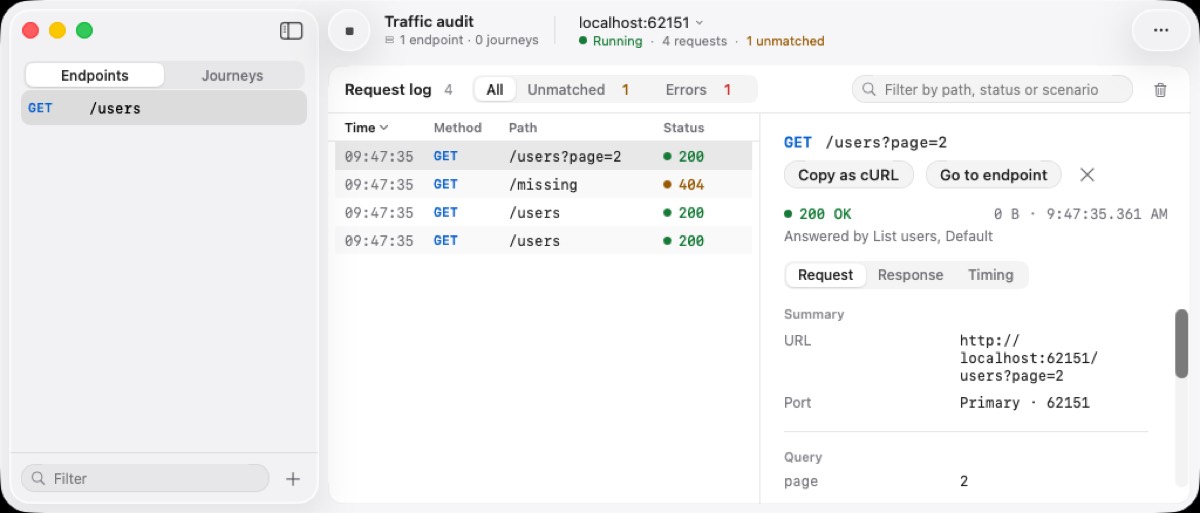 Endpoints Journeys
GET /users
Filter
Traffic audit
1 endpoint · 0 journeys
localhost:62151
Running · 4 requests · 1 unmatched
Request log 4 All Unmatched 1 Errors 1
Filter by path, status or scenario
Time Method Path Status
09:47:35 GET /users?page=2 200
09:47:35 GET /missing 404
09:47:35 GET /users 200
09:47:35 GET /users 200
GET /users?page=2
Copy as cURL Go to endpoint
200 OK 0 B · 9:47:35.361 AM
Answered by List users, Default
Request Response Timing
Summary
URL http://
localhost:62151/
users?page=2
Port Primary · 62151
Query
page 2